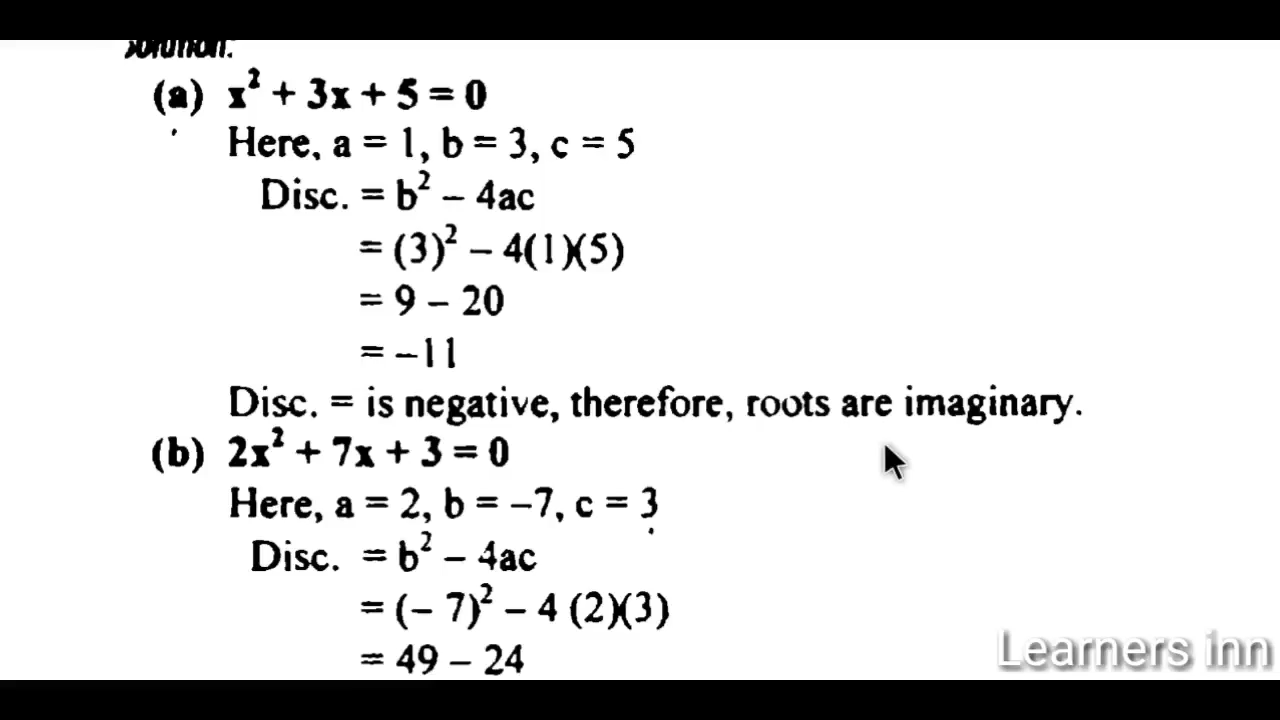 Solution:
(a) x² + 3x + 5 = 0
Here, a = 1, b = 3, c = 5
Disc. = b² – 4ac
= (3)² – 4(1)(5)
= 9 – 20
= –11
Disc. = is negative, therefore, roots are imaginary.
(b) 2x² + 7x + 3 = 0
Here, a = 2, b = –7, c = 3
Disc. = b² – 4ac
= (– 7)² – 4 (2)(3)
= 49 – 24
Learners inn